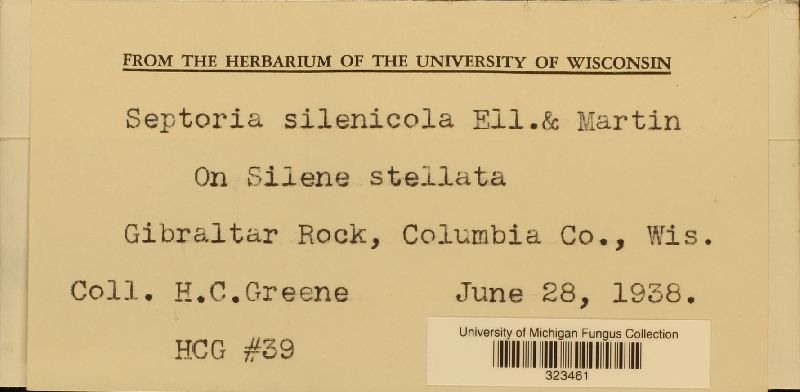 FROM THE HERBARIUM OF THE UNIVERSITY OF WISCONSIN
Septoria silenicola Ell.& Martin
On Silene stellata
Gibraltar Rock, Columbia Co., Wis.
Coll. H.C.Greene June 28, 1938.
HCG #39
University of Michigan Fungus Collection
323461